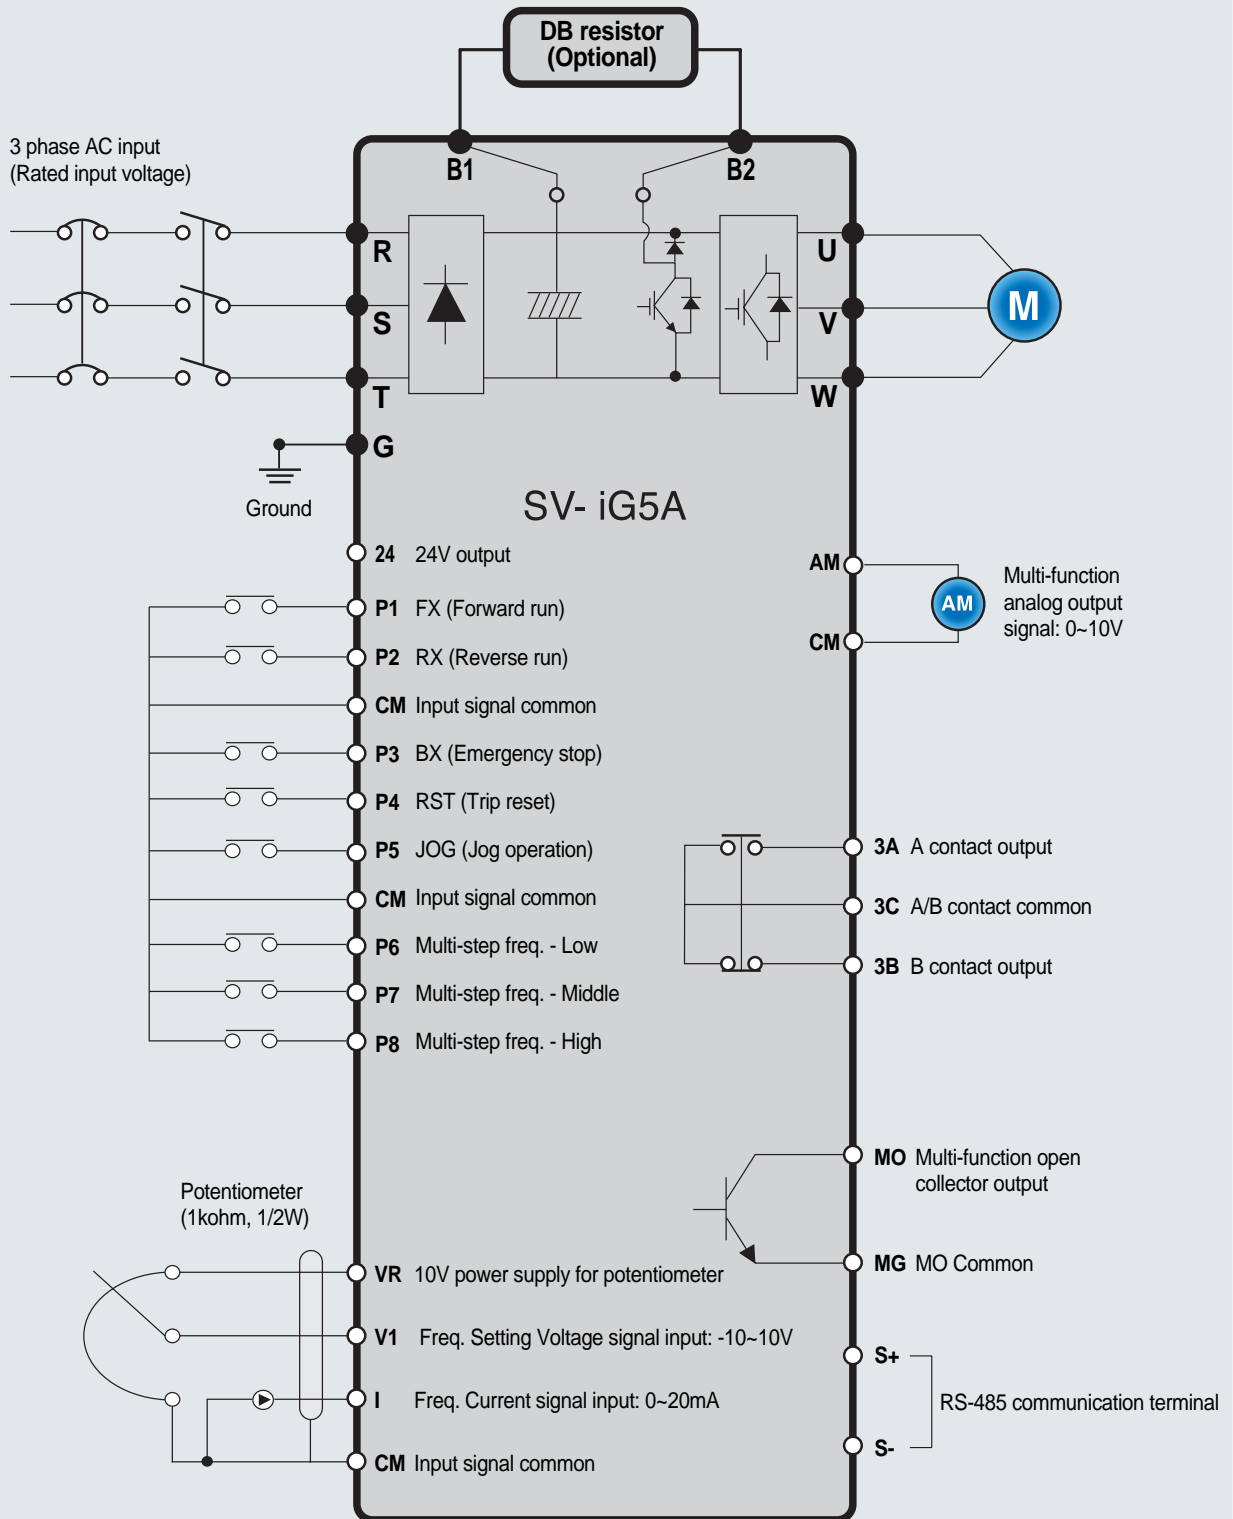 DB resistor
(Optional)
3 phase AC input
(Rated input voltage)
B1
B2
R
S
T
G
U
V
W
M
Ground
SV- iG5A
24 24V output
P1 FX (Forward run)
P2 RX (Reverse run)
CM Input signal common
P3 BX (Emergency stop)
P4 RST (Trip reset)
P5 JOG (Jog operation)
CM Input signal common
P6 Multi-step freq. - Low
P7 Multi-step freq. - Middle
P8 Multi-step freq. - High
AM
AM
CM
Multi-function
analog output
signal: 0~10V
3A A contact output
3C A/B contact common
3B B contact output
MO Multi-function open
collector output
MG MO Common
Potentiometer
(1kohm, 1/2W)
VR 10V power supply for potentiometer
V1 Freq. Setting Voltage signal input: -10~10V
I Freq. Current signal input: 0~20mA
CM Input signal common
S+
RS-485 communication terminal
S-